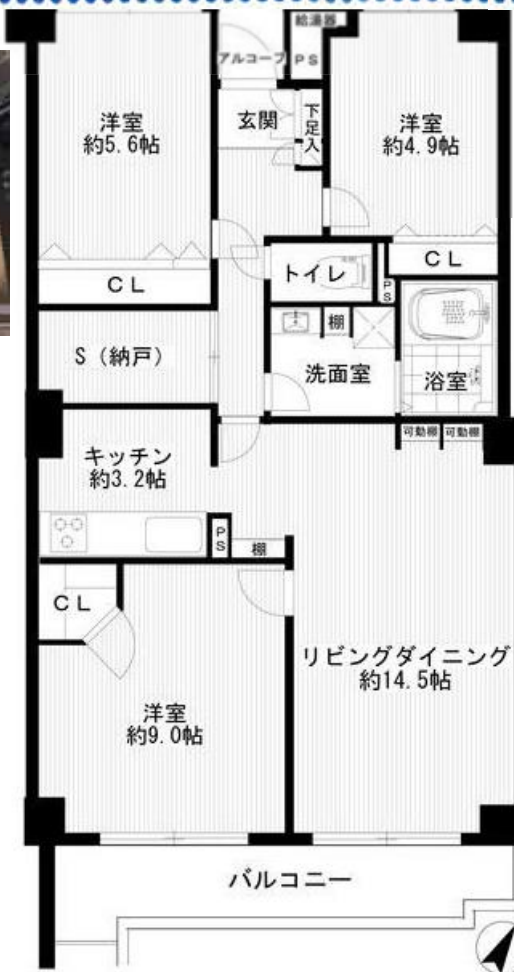 給湯器
アルコーブ
PS
洋室
約5.6帖
玄関
下足入
洋室
約4.9帖
CL
トイレ
PS
CL
S（納戸）
棚
洗面室
浴室
キッチン
約3.2帖
可動棚
可動棚
PS
棚
CL
リビングダイニング
約14.5帖
洋室
約9.0帖
バルコニー